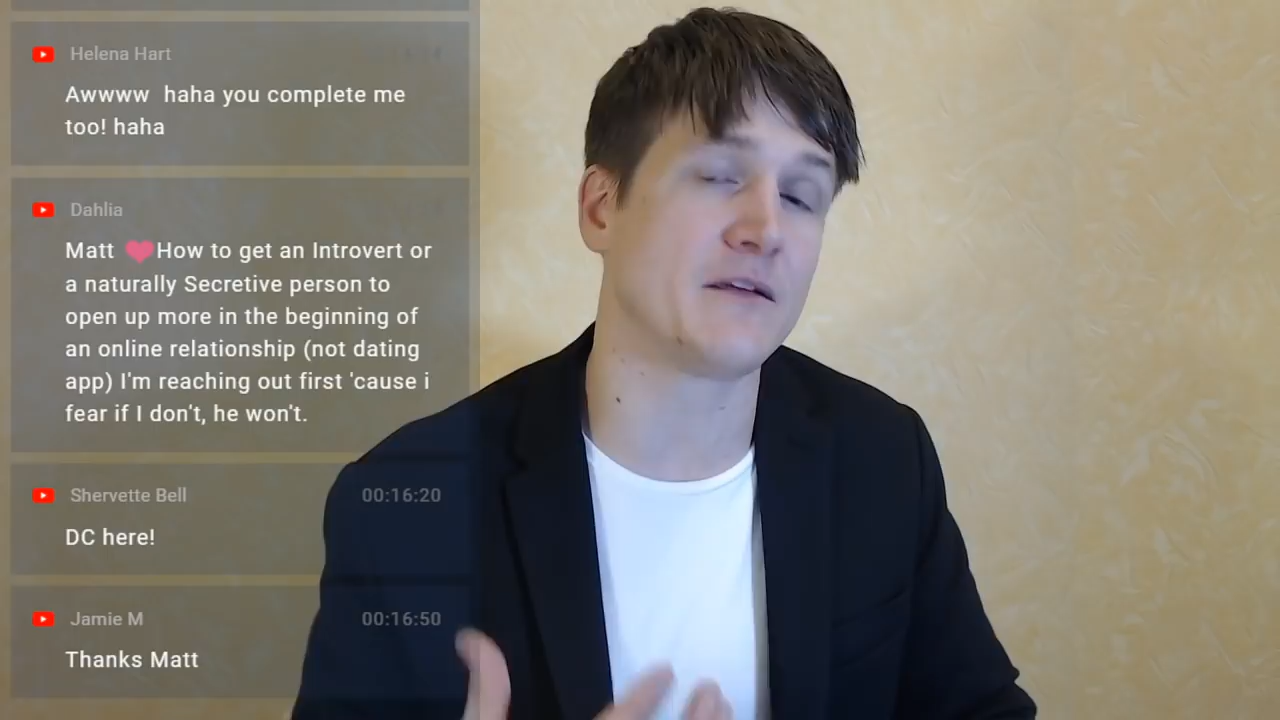 Helena Hart
Awwww haha you complete me
too! haha
Dahlia
Matt 💗How to get an Introvert or
a naturally Secretive person to
open up more in the beginning of
an online relationship (not dating
app) I'm reaching out first 'cause i
fear if I don't, he won't.
Shervette Bell 00:16:20
DC here!
Jamie M 00:16:50
Thanks Matt